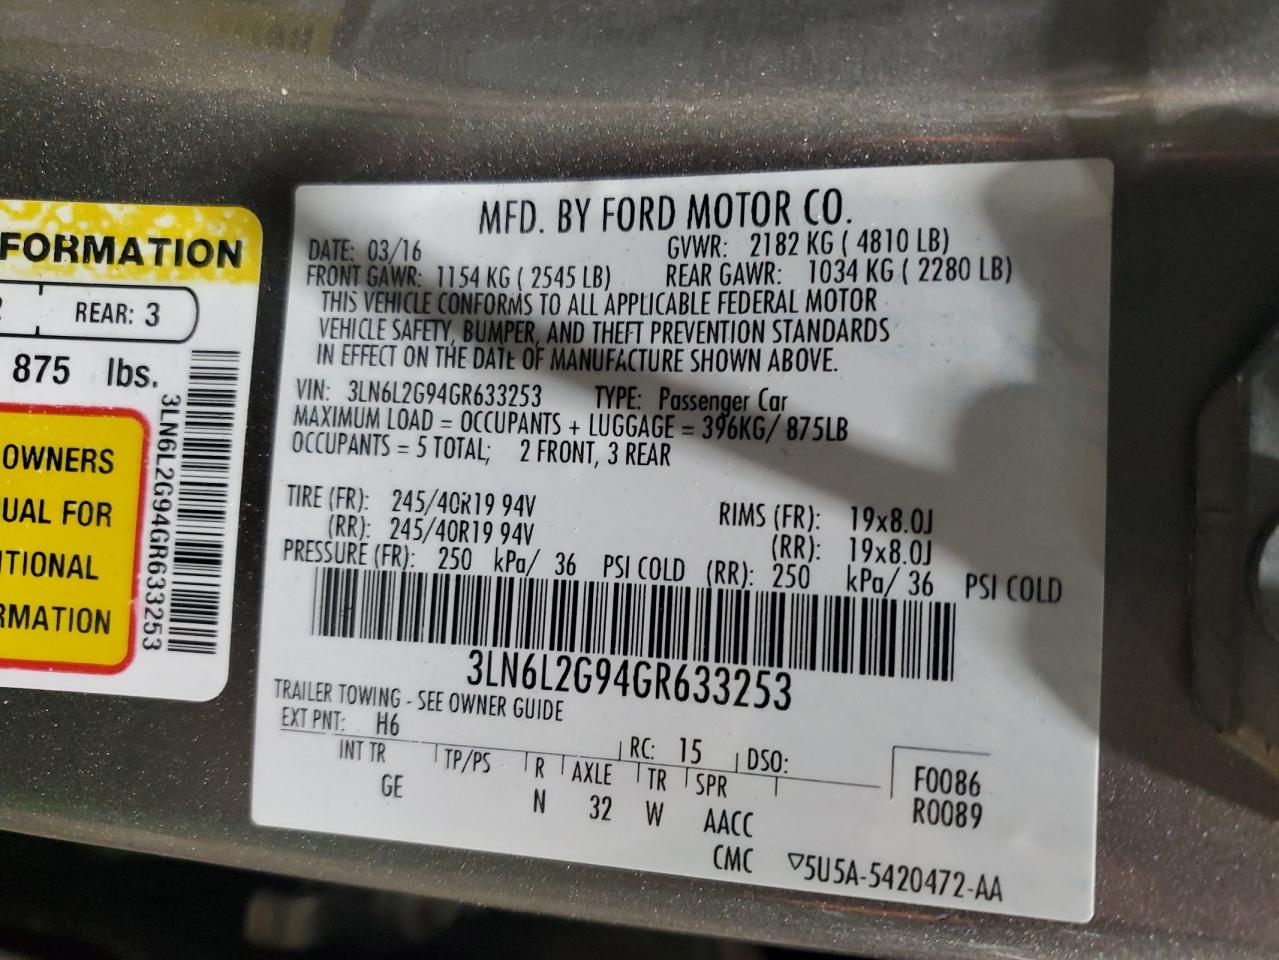 FORMATION
REAR: 3
875 lbs.
OWNERS
UAL FOR
ITIONAL
RMATION
3LN6L2G94GR633253
MFD. BY FORD MOTOR CO.
DATE: 03/16 GVWR: 2182 KG ( 4810 LB)
FRONT GAWR: 1154 KG ( 2545 LB) REAR GAWR: 1034 KG ( 2280 LB)
THIS VEHICLE CONFORMS TO ALL APPLICABLE FEDERAL MOTOR
VEHICLE SAFETY, BUMPER, AND THEFT PREVENTION STANDARDS
IN EFFECT ON THE DATE OF MANUFACTURE SHOWN ABOVE.
VIN: 3LN6L2G94GR633253 TYPE: Passenger Car
MAXIMUM LOAD = OCCUPANTS + LUGGAGE = 396KG/ 875LB
OCCUPANTS = 5 TOTAL; 2 FRONT, 3 REAR
TIRE (FR): 245/40R19 94V RIMS (FR): 19x8.0J
(RR): 245/40R19 94V (RR): 19x8.0J
PRESSURE (FR): 250 kPa/ 36 PSI COLD (RR): 250 kPa/ 36 PSI COLD
3LN6L2G94GR633253
TRAILER TOWING - SEE OWNER GUIDE
EXT PNT: H6 RC: 15 DSO:
INT TR TP/PS R AXLE TR SPR F0086
GE N 32 W AACC R0089
CMC ▽5U5A-5420472-AA